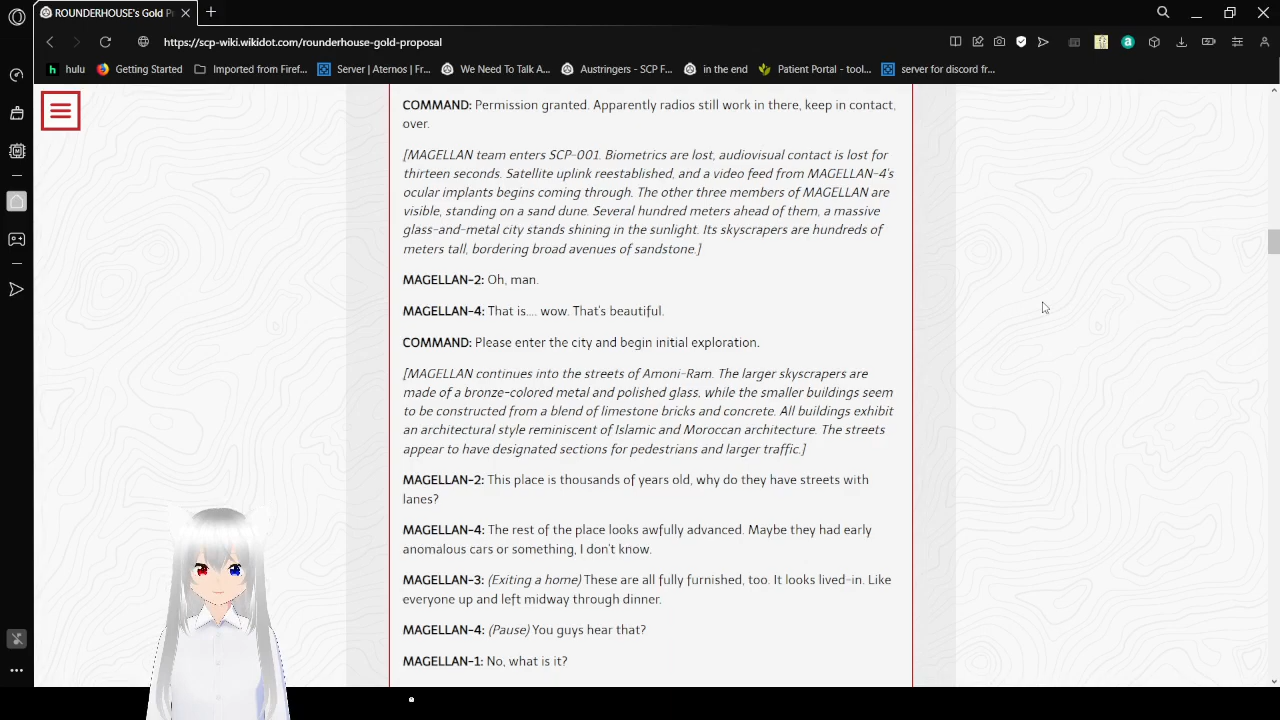 ROUNDERHOUSE's Gold P
https://scp-wiki.wikidot.com/rounderhouse-gold-proposal
hulu Getting Started Imported from Firef... Server | Aternos | Fr... We Need To Talk A... Austringers - SCP F... in the end Patient Portal - tool... server for discord fr...
COMMAND: Permission granted. Apparently radios still work in there, keep in contact,
over.
[MAGELLAN team enters SCP-001. Biometrics are lost, audiovisual contact is lost for
thirteen seconds. Satellite uplink reestablished, and a video feed from MAGELLAN-4's
ocular implants begins coming through. The other three members of MAGELLAN are
visible, standing on a sand dune. Several hundred meters ahead of them, a massive
glass-and-metal city stands shining in the sunlight. Its skyscrapers are hundreds of
meters tall, bordering broad avenues of sandstone.]
MAGELLAN-2: Oh, man.
MAGELLAN-4: That is.... wow. That's beautiful.
COMMAND: Please enter the city and begin initial exploration.
[MAGELLAN continues into the streets of Amoni-Ram. The larger skyscrapers are
made of a bronze-colored metal and polished glass, while the smaller buildings seem
to be constructed from a blend of limestone bricks and concrete. All buildings exhibit
an architectural style reminiscent of Islamic and Moroccan architecture. The streets
appear to have designated sections for pedestrians and larger traffic.]
MAGELLAN-2: This place is thousands of years old, why do they have streets with
lanes?
MAGELLAN-4: The rest of the place looks awfully advanced. Maybe they had early
anomalous cars or something, I don't know.
MAGELLAN-3: (Exiting a home) These are all fully furnished, too. It looks lived-in. Like
everyone up and left midway through dinner.
MAGELLAN-4: (Pause) You guys hear that?
MAGELLAN-1: No, what is it?